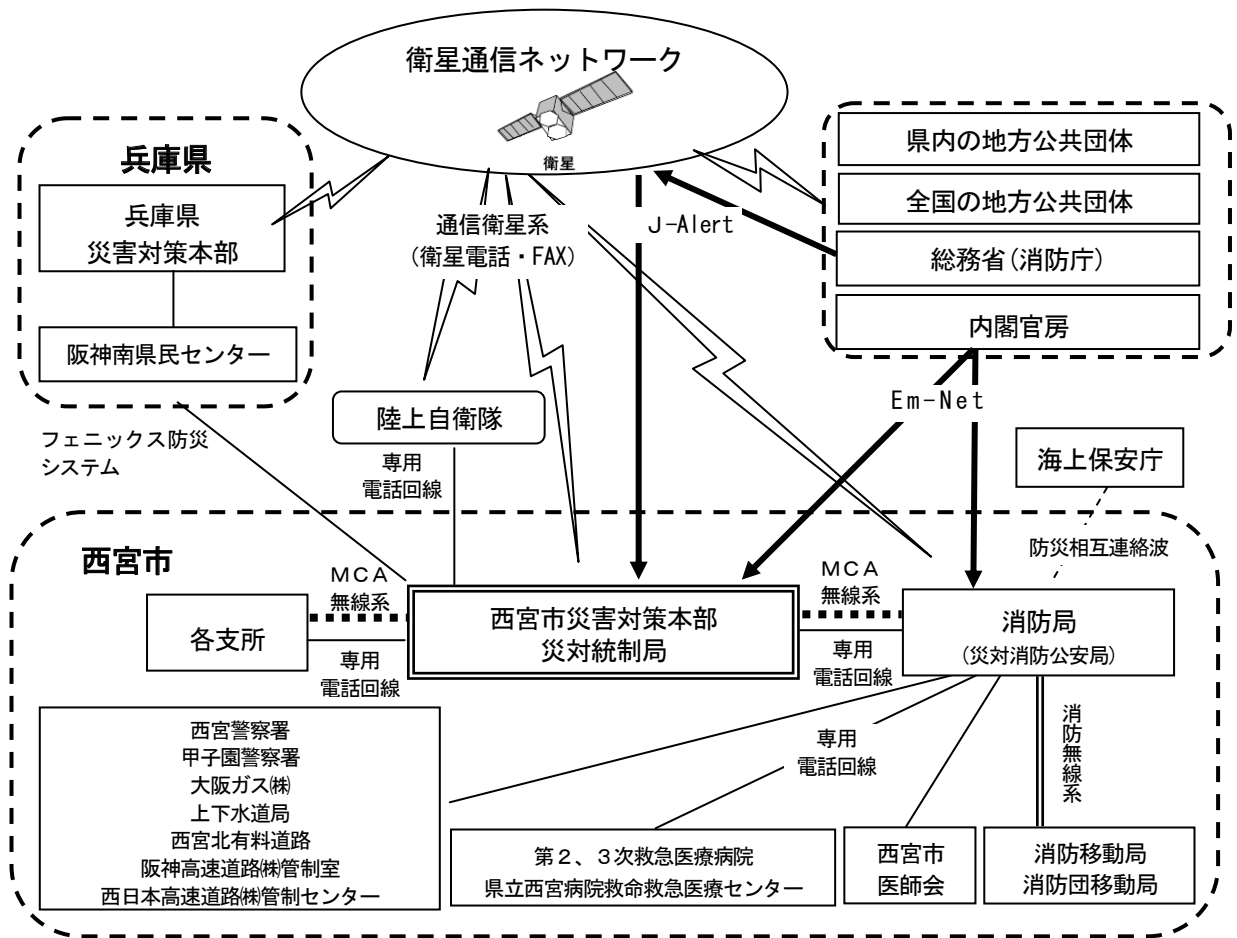 衛星通信ネットワーク
衛星
兵庫県
兵庫県
災害対策本部
阪神南県民センター
通信衛星系
(衛星電話・FAX)
J-Alert
県内の地方公共団体
全国の地方公共団体
総務省(消防庁)
内閣官房
Em-Net
フェニックス防災
システム
陸上自衛隊
専用
電話回線
海上保安庁
防災相互連絡波
西宮市
各支所
MCA
無線系
専用
電話回線
西宮市災害対策本部
災対統制局
MCA
無線系
専用
電話回線
消防局
(災対消防公安局)
西宮警察署
甲子園警察署
大阪ガス㈱
上下水道局
西宮北有料道路
阪神高速道路㈱管制室
西日本高速道路㈱管制センター
専用
電話回線
消防無線系
第2、3次救急医療病院
県立西宮病院救命救急医療センター
西宮市
医師会
消防移動局
消防団移動局